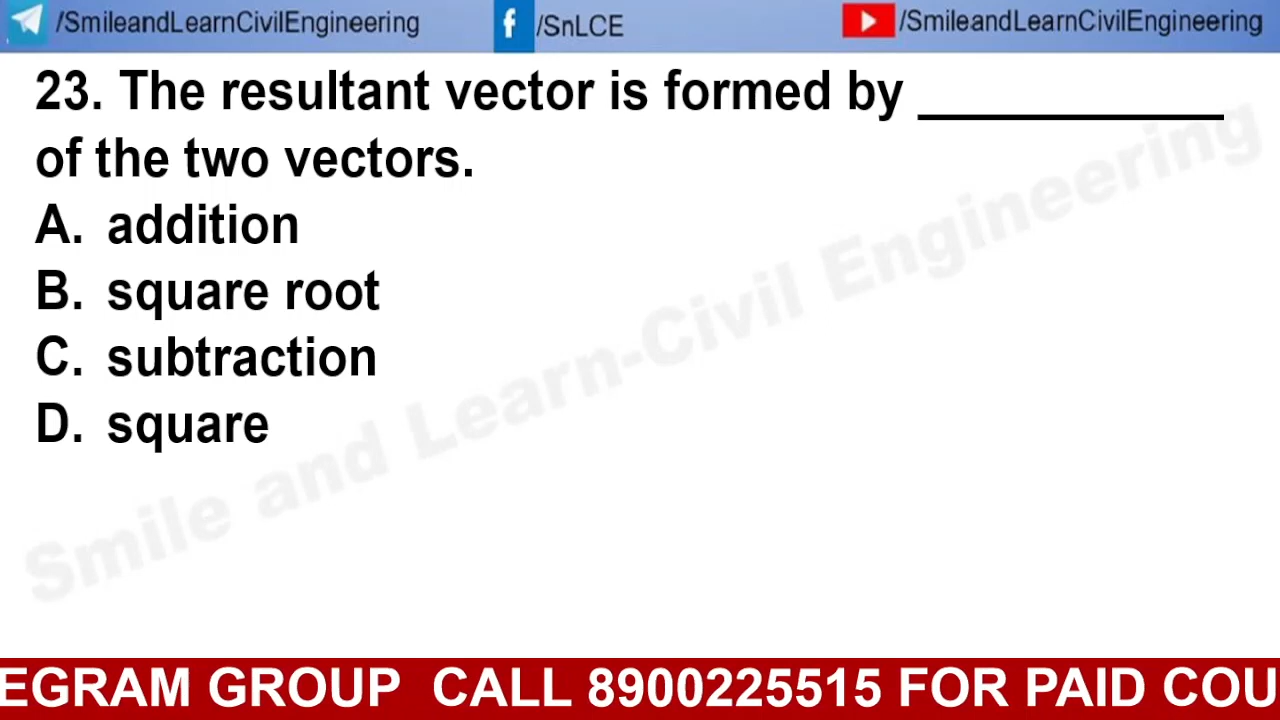 /SmileandLearnCivilEngineering
/SnLCE
/SmileandLearnCivilEngineering
23. The resultant vector is formed by ___________
of the two vectors.
A. addition
B. square root
C. subtraction
D. square
Smile and Learn-Civil Engineering
EGRAM GROUP CALL 8900225515 FOR PAID COU